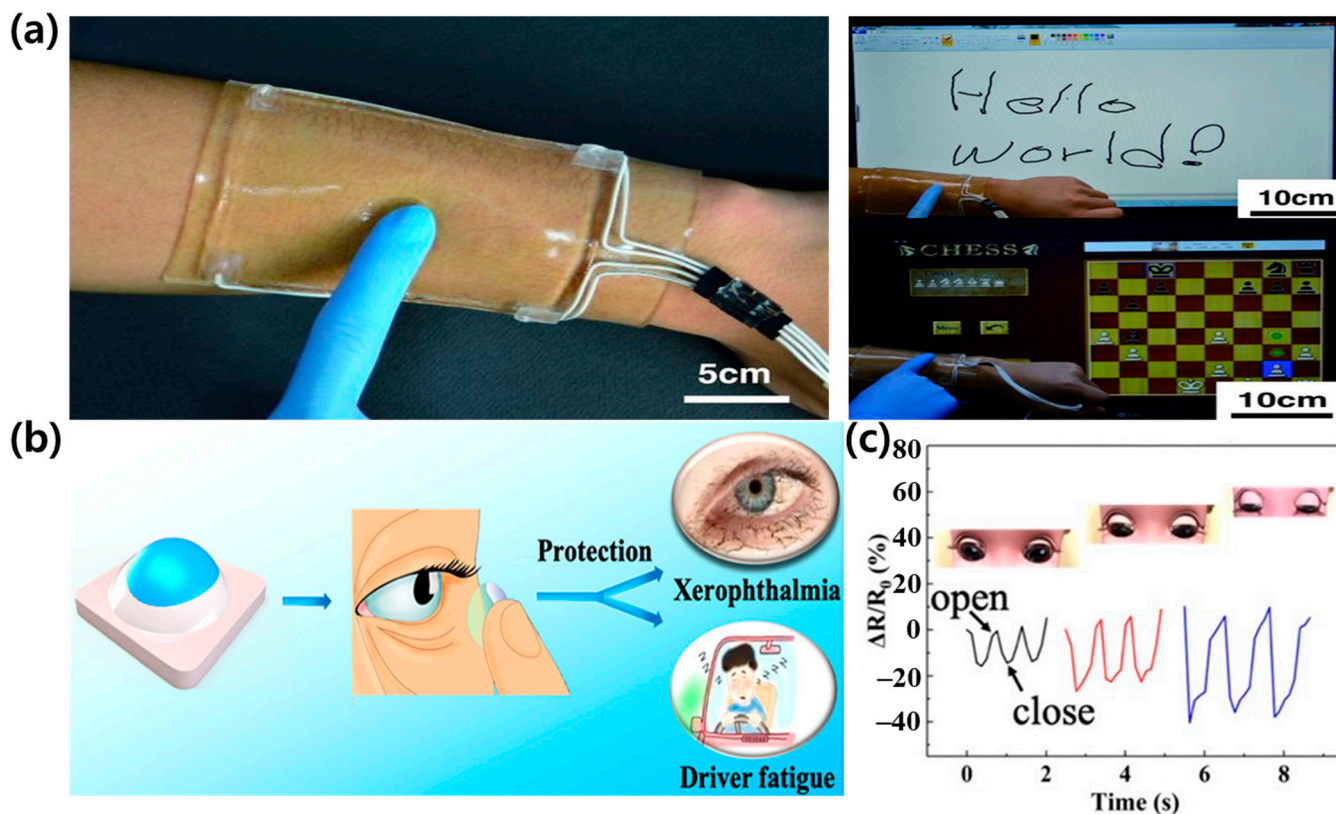 (a)
5cm
Hello
world!
10cm
CHESS
Menu
10cm
(b)
Protection
Xerophthalmia
Driver fatigue
(c)
80
60
40
20
0
−20
−40
ΔR/R0 (%)
open
close
0
2
4
6
8
Time (s)